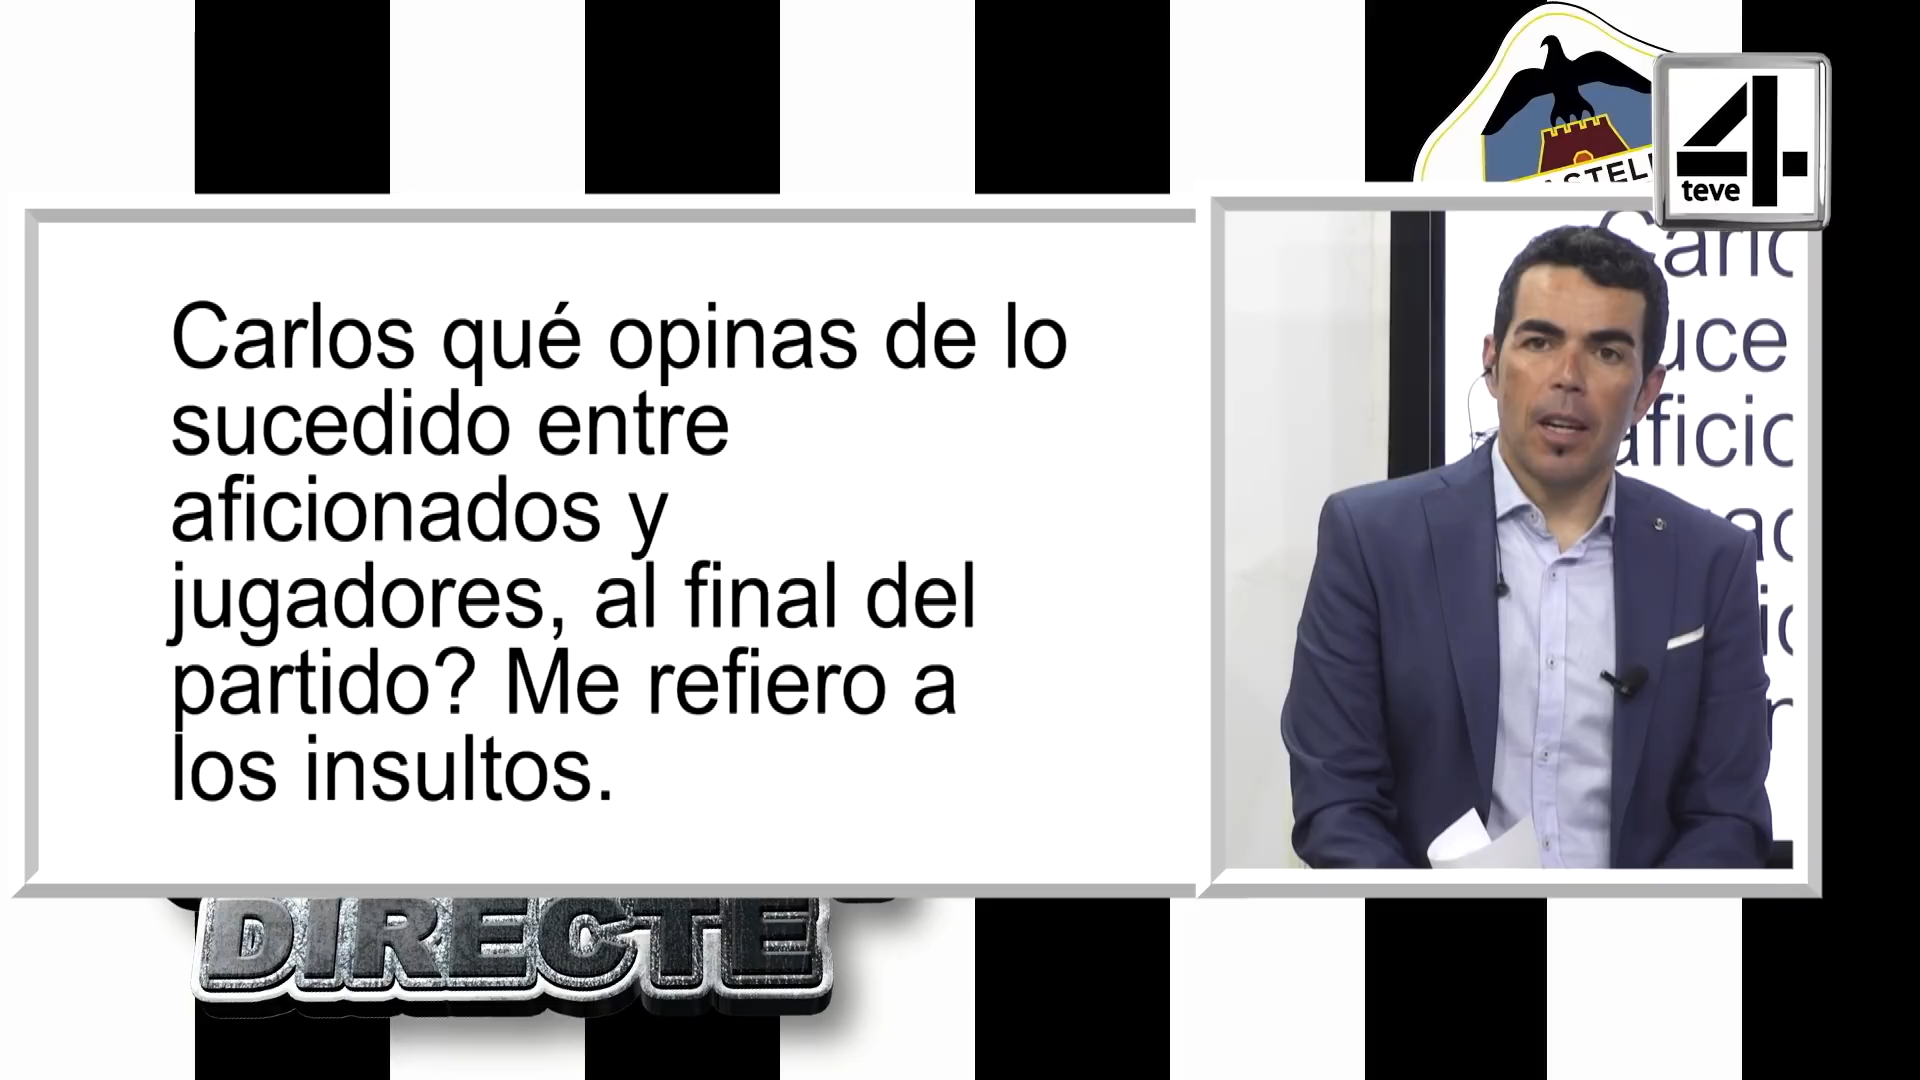 Carlos qué opinas de lo
sucedido entre
aficionados y
jugadores, al final del
partido? Me refiero a
los insultos.
4
teve
DIRECTE